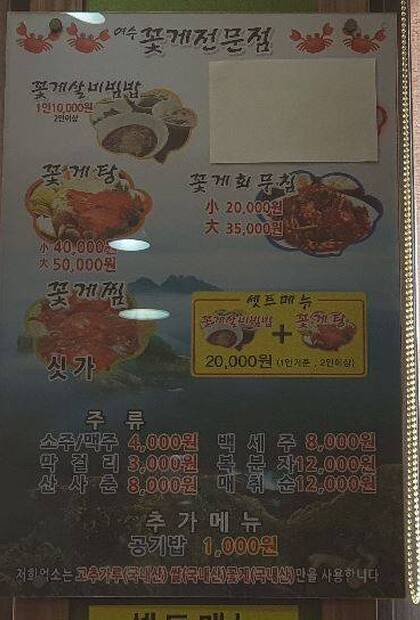 여수 꽃게전문점
꽃게살비빔밥
1인10,000원
2인이상
꽃게탕
小 40,000원
大 50,000원
꽃게회무침
小 20,000원
大 35,000원
꽃게찜
싯가
셋트메뉴
꽃게살비빔밥 + 꽃게탕
20,000원 (1인기준, 2인이상)
주 류
소주/맥주 4,000원 백세주 8,000원
막걸리 3,000원 복분자 12,000원
산사춘 8,000원 매취순 12,000원
추가메뉴
공기밥 1,000원
저희업소는 고추가루(국내산) 쌀(국내산)꽃게(국내산)만을 사용합니다
셋트메뉴